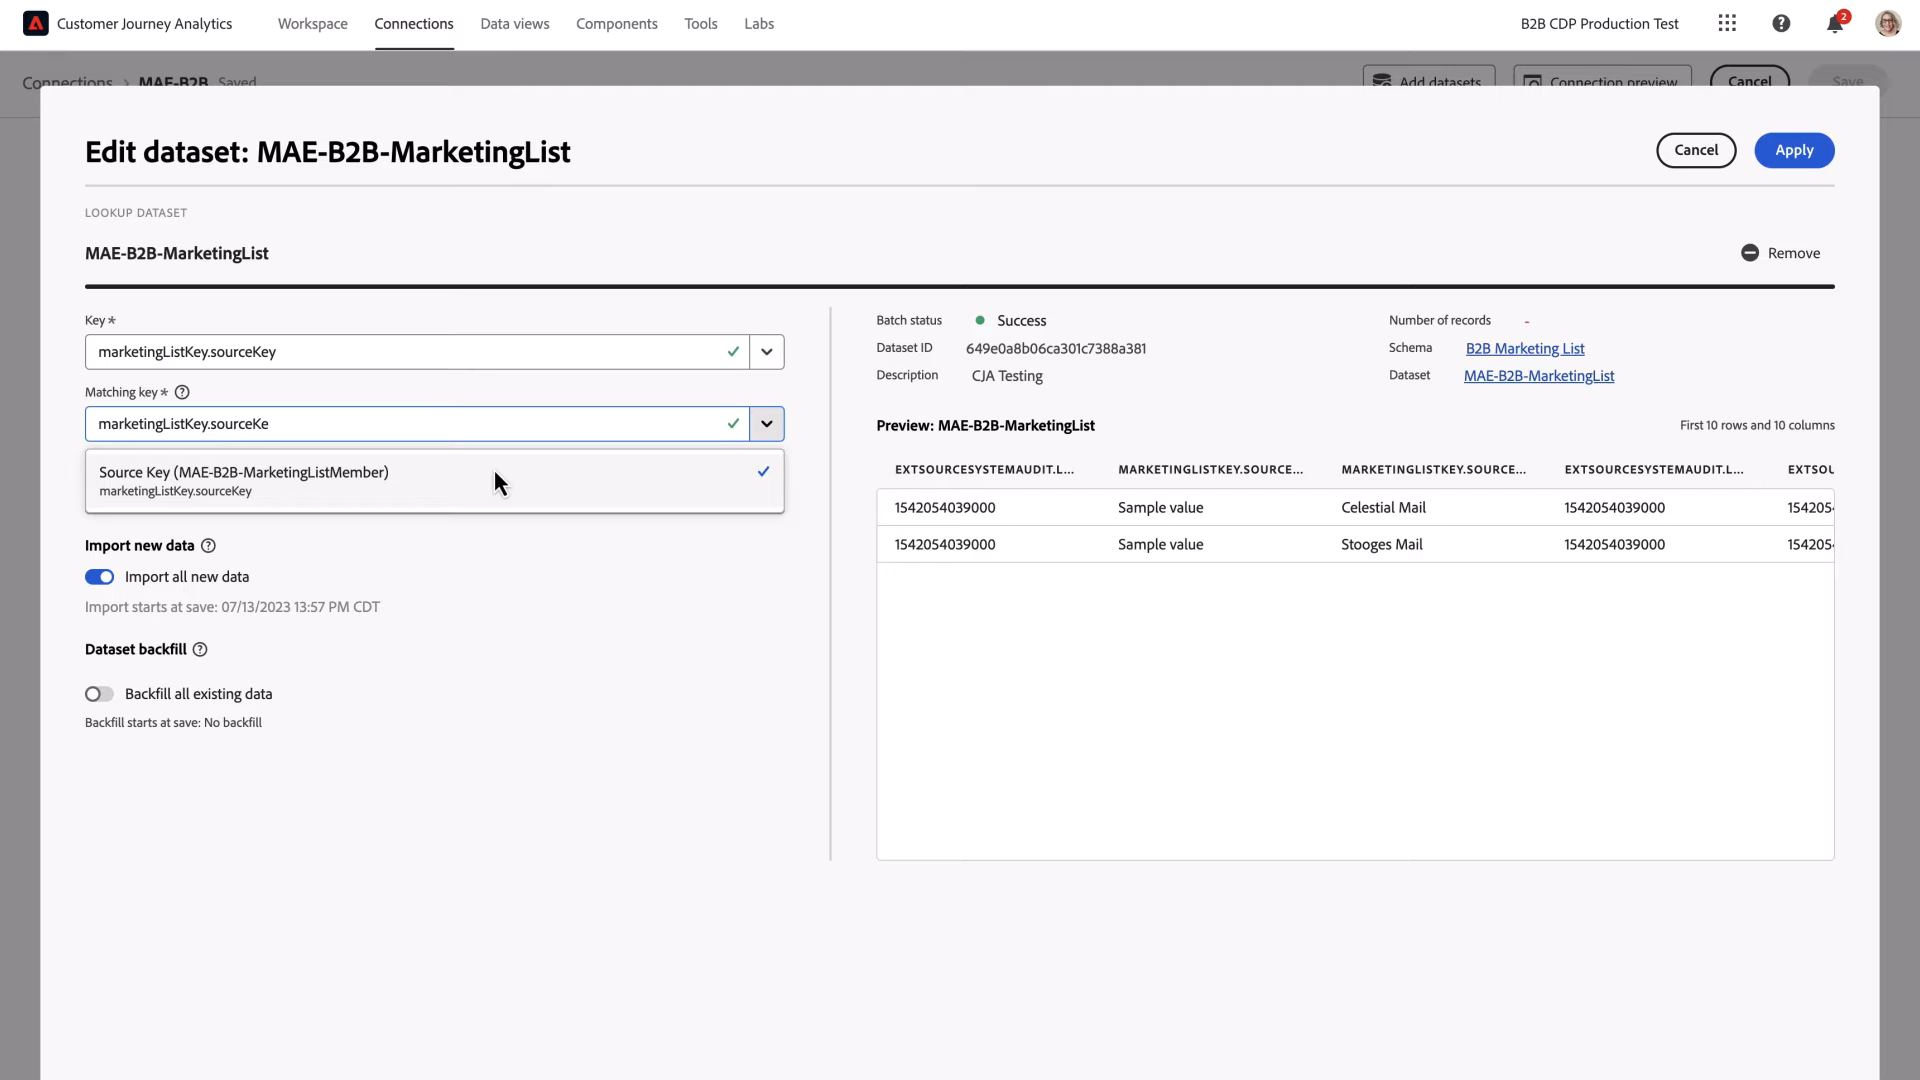 Customer Journey Analytics
Workspace
Connections
Data views
Components
Tools
Labs
B2B CDP Production Test
2
Connections › MAE-B2B Saved
Add datasets
Connection preview
Cancel
Save
Edit dataset: MAE-B2B-MarketingList
Cancel
Apply
LOOKUP DATASET
MAE-B2B-MarketingList
Remove
Key *
marketingListKey.sourceKey
Matching key *
marketingListKey.sourceKe
Source Key (MAE-B2B-MarketingListMember)
marketingListKey.sourceKey
Import new data
Import all new data
Import starts at save: 07/13/2023 13:57 PM CDT
Dataset backfill
Backfill all existing data
Backfill starts at save: No backfill
Batch status Success
Dataset ID 649e0a8b06ca301c7388a381
Description CJA Testing
Number of records -
Schema B2B Marketing List
Dataset MAE-B2B-MarketingList
Preview: MAE-B2B-MarketingList
First 10 rows and 10 columns
EXTSOURCESYSTEMAUDIT.L... MARKETINGLISTKEY.SOURCE... MARKETINGLISTKEY.SOURCE... EXTSOURCESYSTEMAUDIT.L... EXTSOU
1542054039000 Sample value Celestial Mail 1542054039000 154205
1542054039000 Sample value Stooges Mail 1542054039000 154205